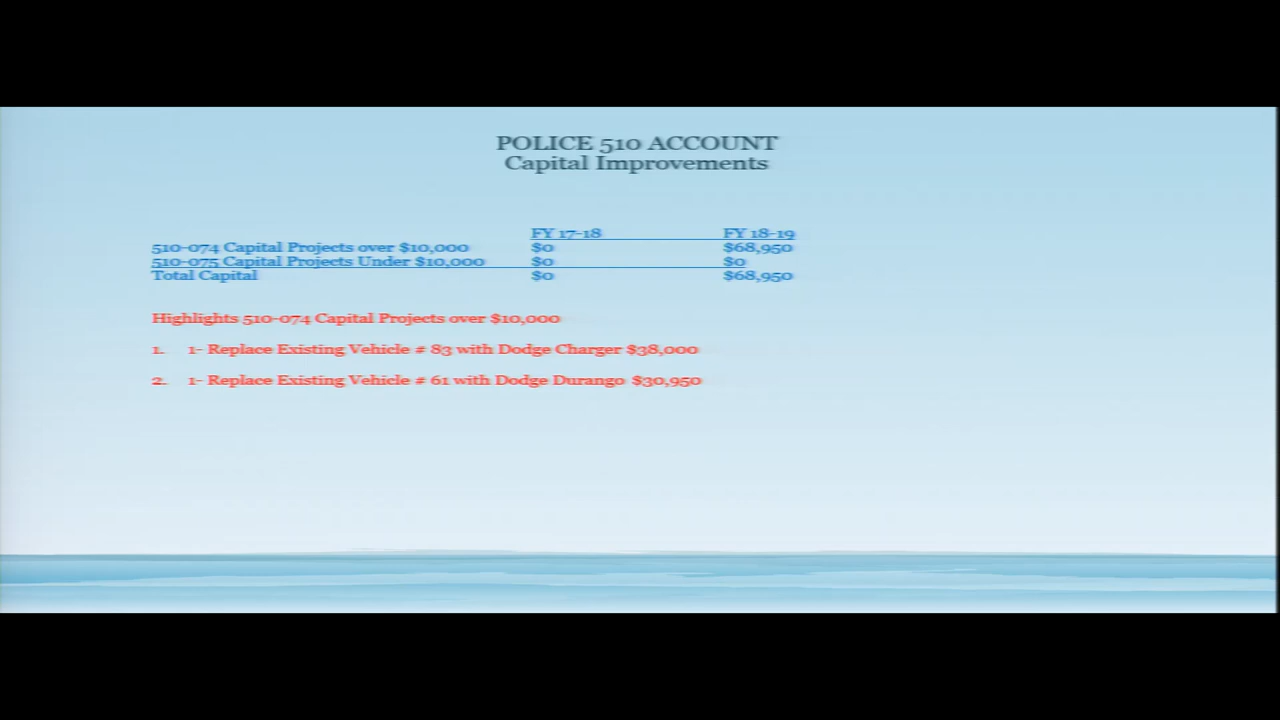 POLICE 510 ACCOUNT
Capital Improvements
FY 17-18 FY 18-19
510-074 Capital Projects over $10,000 $0 $68,950
510-075 Capital Projects Under $10,000 $0 $0
Total Capital $0 $68,950
Highlights 510-074 Capital Projects over $10,000
1. 1- Replace Existing Vehicle # 83 with Dodge Charger $38,000
2. 1- Replace Existing Vehicle # 61 with Dodge Durango $30,950